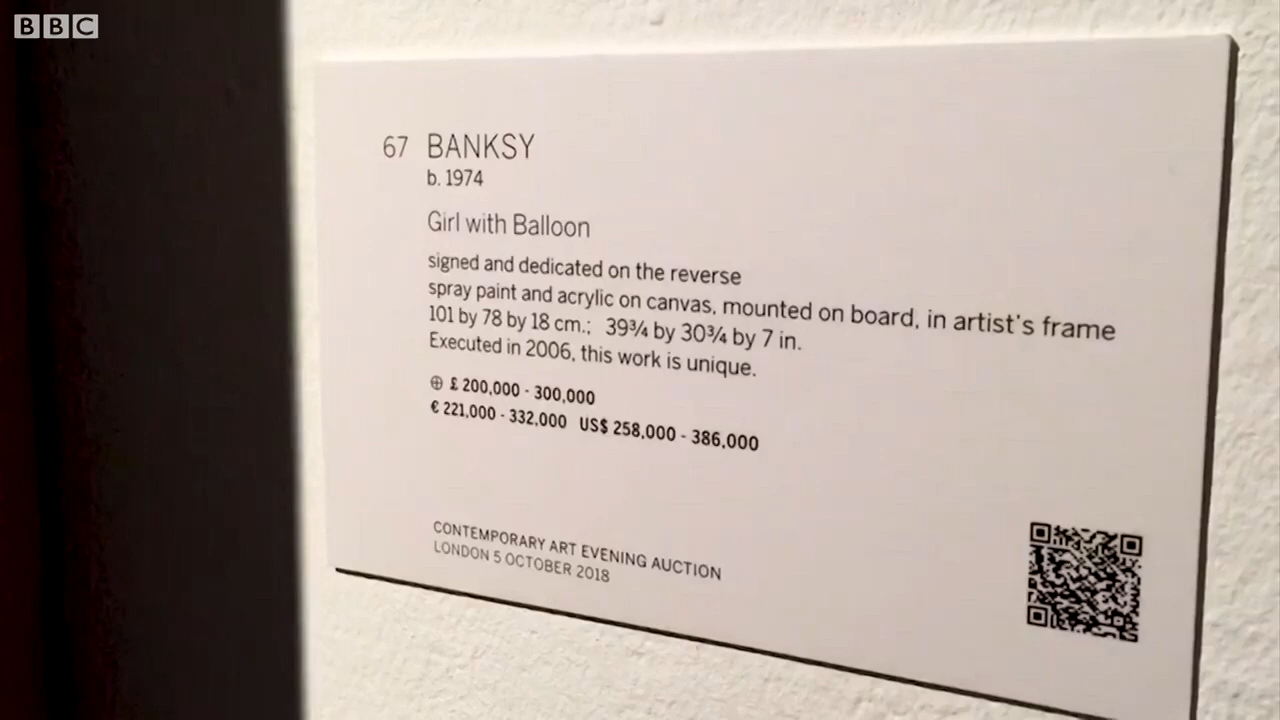 BBC
67 BANKSY
b. 1974
Girl with Balloon
signed and dedicated on the reverse
spray paint and acrylic on canvas, mounted on board, in artist's frame
101 by 78 by 18 cm.; 39¾ by 30¾ by 7 in.
Executed in 2006, this work is unique.
⊕ £ 200,000 - 300,000
€ 221,000 - 332,000 US$ 258,000 - 386,000
CONTEMPORARY ART EVENING AUCTION
LONDON 5 OCTOBER 2018